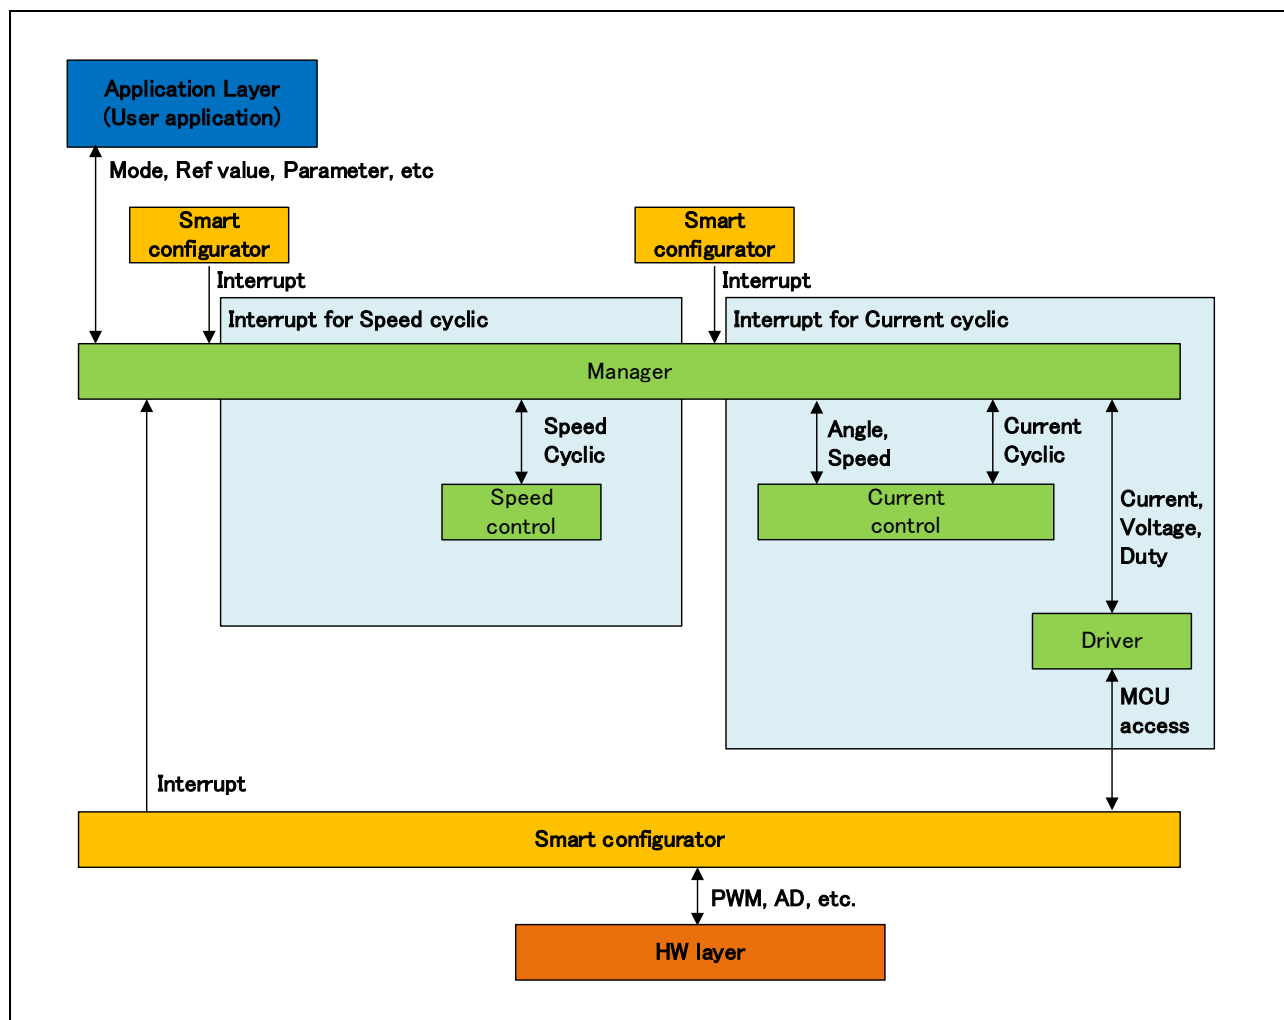 Application Layer
(User application)
Mode, Ref value, Parameter, etc
Smart
configurator
Smart
configurator
Interrupt
Interrupt
Interrupt for Speed cyclic
Interrupt for Current cyclic
Manager
Speed
Cyclic
Angle,
Speed
Current
Cyclic
Speed
control
Current
control
Current,
Voltage,
Duty
Driver
MCU
access
Interrupt
Smart configurator
PWM, AD, etc.
HW layer